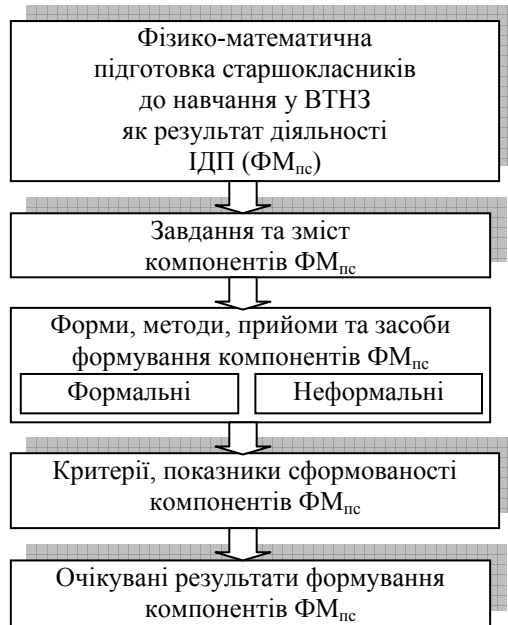 Фізико-математична
підготовка старшокласників
до навчання у ВТНЗ
як результат діяльності
ІДП (ФМпс)
Завдання та зміст
компонентів ФМпс
Форми, методи, прийоми та засоби
формування компонентів ФМпс
Формальні Неформальні
Критерії, показники сформованості
компонентів ФМпс
Очікувані результати формування
компонентів ФМпс